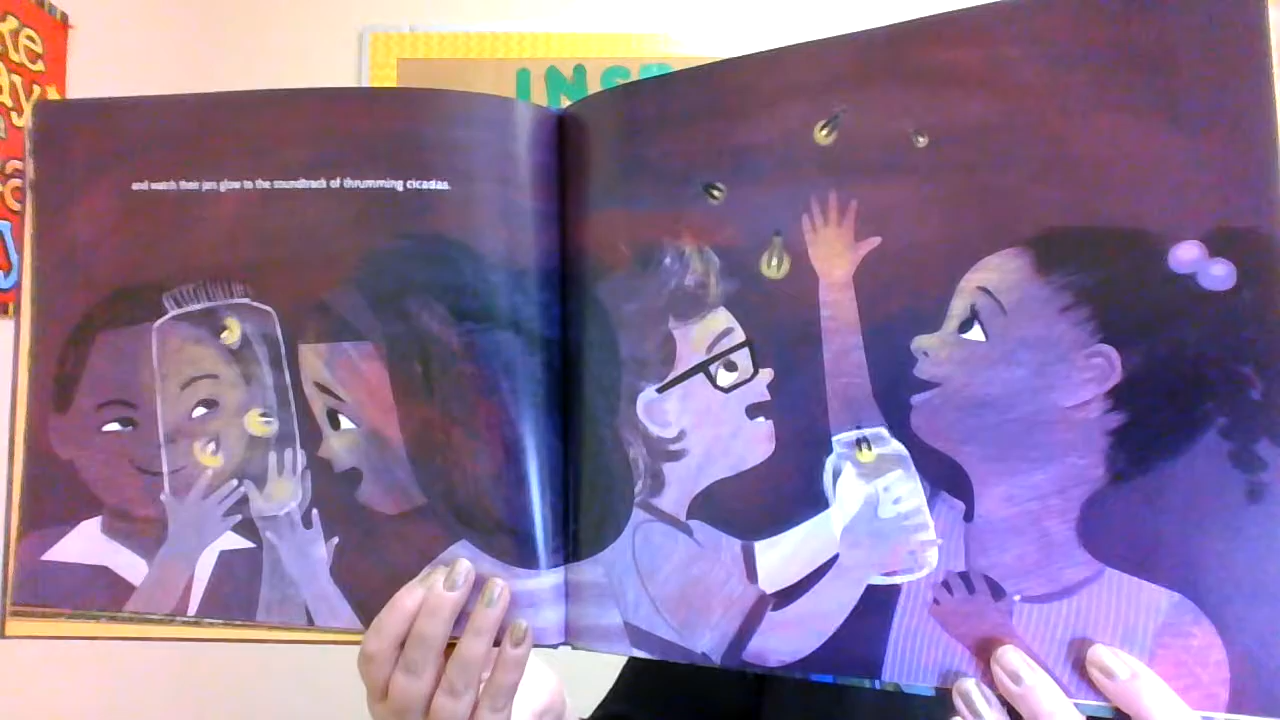 INSP
and watch their jars glow to the soundtrack of thrumming cicadas.